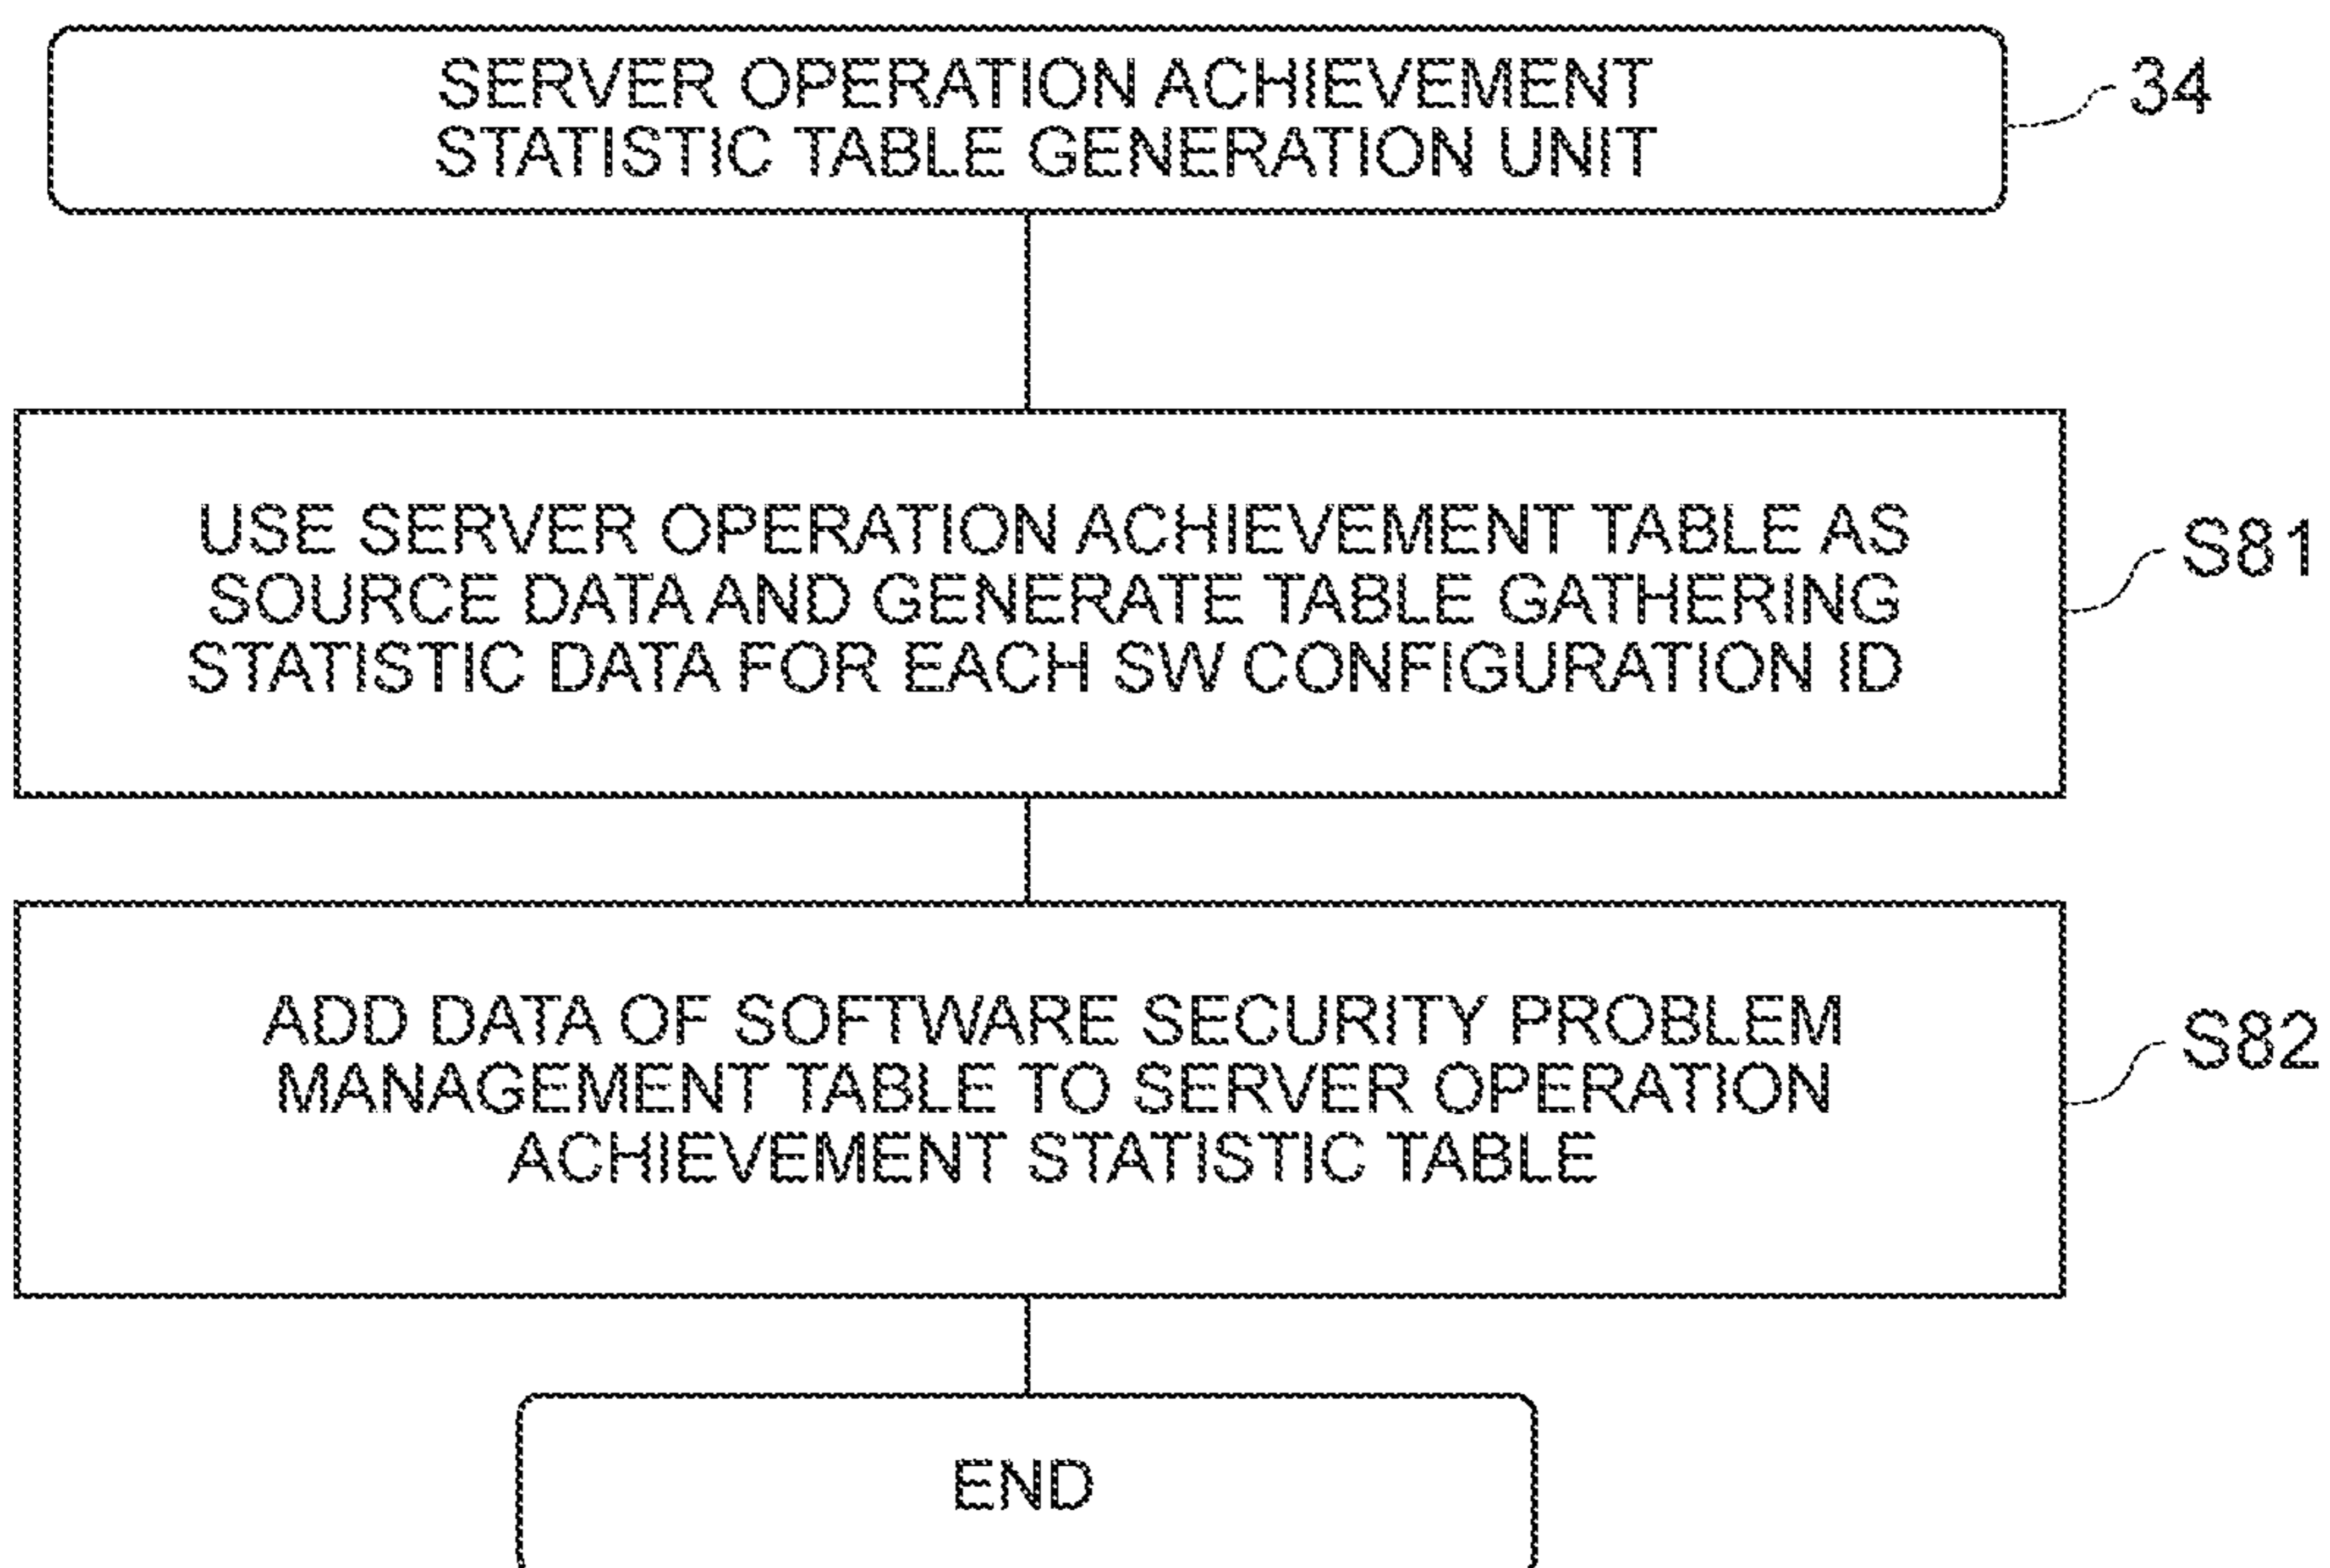 SERVER OPERATION ACHIEVEMENT
STATISTIC TABLE GENERATION UNIT
34
USE SERVER OPERATION ACHIEVEMENT TABLE AS
SOURCE DATA AND GENERATE TABLE GATHERING
STATISTIC DATA FOR EACH SW CONFIGURATION ID
S81
ADD DATA OF SOFTWARE SECURITY PROBLEM
MANAGEMENT TABLE TO SERVER OPERATION
ACHIEVEMENT STATISTIC TABLE
S82
END